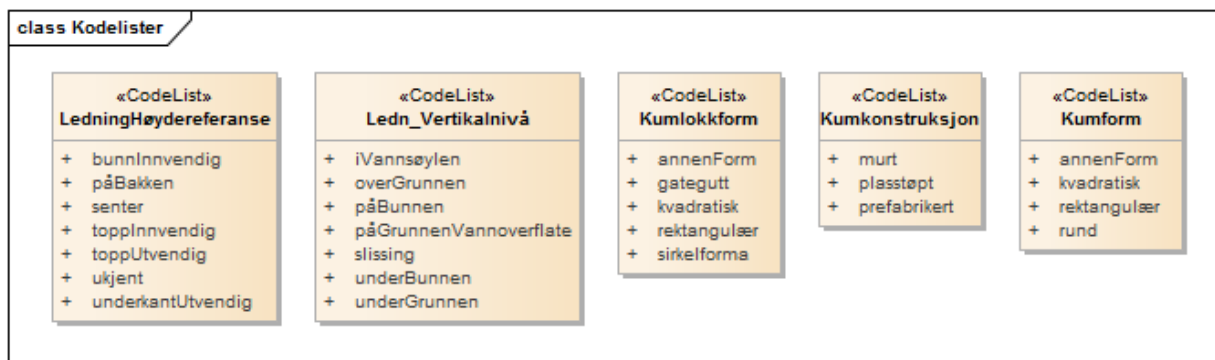 class Kodelister
«CodeList»
LedningHøydereferanse
+ bunnInnvendig
+ påBakken
+ senter
+ toppInnvendig
+ toppUtvendig
+ ukjent
+ underkantUtvendig
«CodeList»
Ledn_Vertikalnivå
+ iVannsøylen
+ overGrunnen
+ påBunnen
+ påGrunnenVannoverflate
+ slissing
+ underBunnen
+ underGrunnen
«CodeList»
Kumlokkform
+ annenForm
+ gategutt
+ kvadratisk
+ rektangulær
+ sirkelforma
«CodeList»
Kumkonstruksjon
+ murt
+ plasstøpt
+ prefabrikert
«CodeList»
Kumform
+ annenForm
+ kvadratisk
+ rektangulær
+ rund